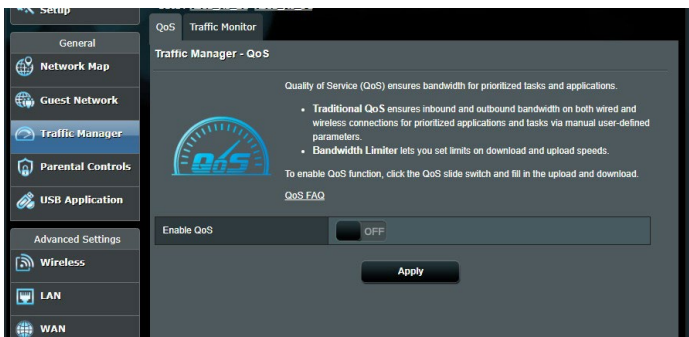 Setup
QoS Traffic Monitor
General
Traffic Manager - QoS
Network Map
Guest Network
Traffic Manager
Parental Controls
USB Application
Quality of Service (QoS) ensures bandwidth for prioritized tasks and applications.
Traditional QoS ensures inbound and outbound bandwidth on both wired and
wireless connections for prioritized applications and tasks via manual user-defined
parameters.
Bandwidth Limiter lets you set limits on download and upload speeds.
QoS
To enable QoS function, click the QoS slide switch and fill in the upload and download.
QoS FAQ
Enable QoS OFF
Apply
Advanced Settings
Wireless
LAN
WAN